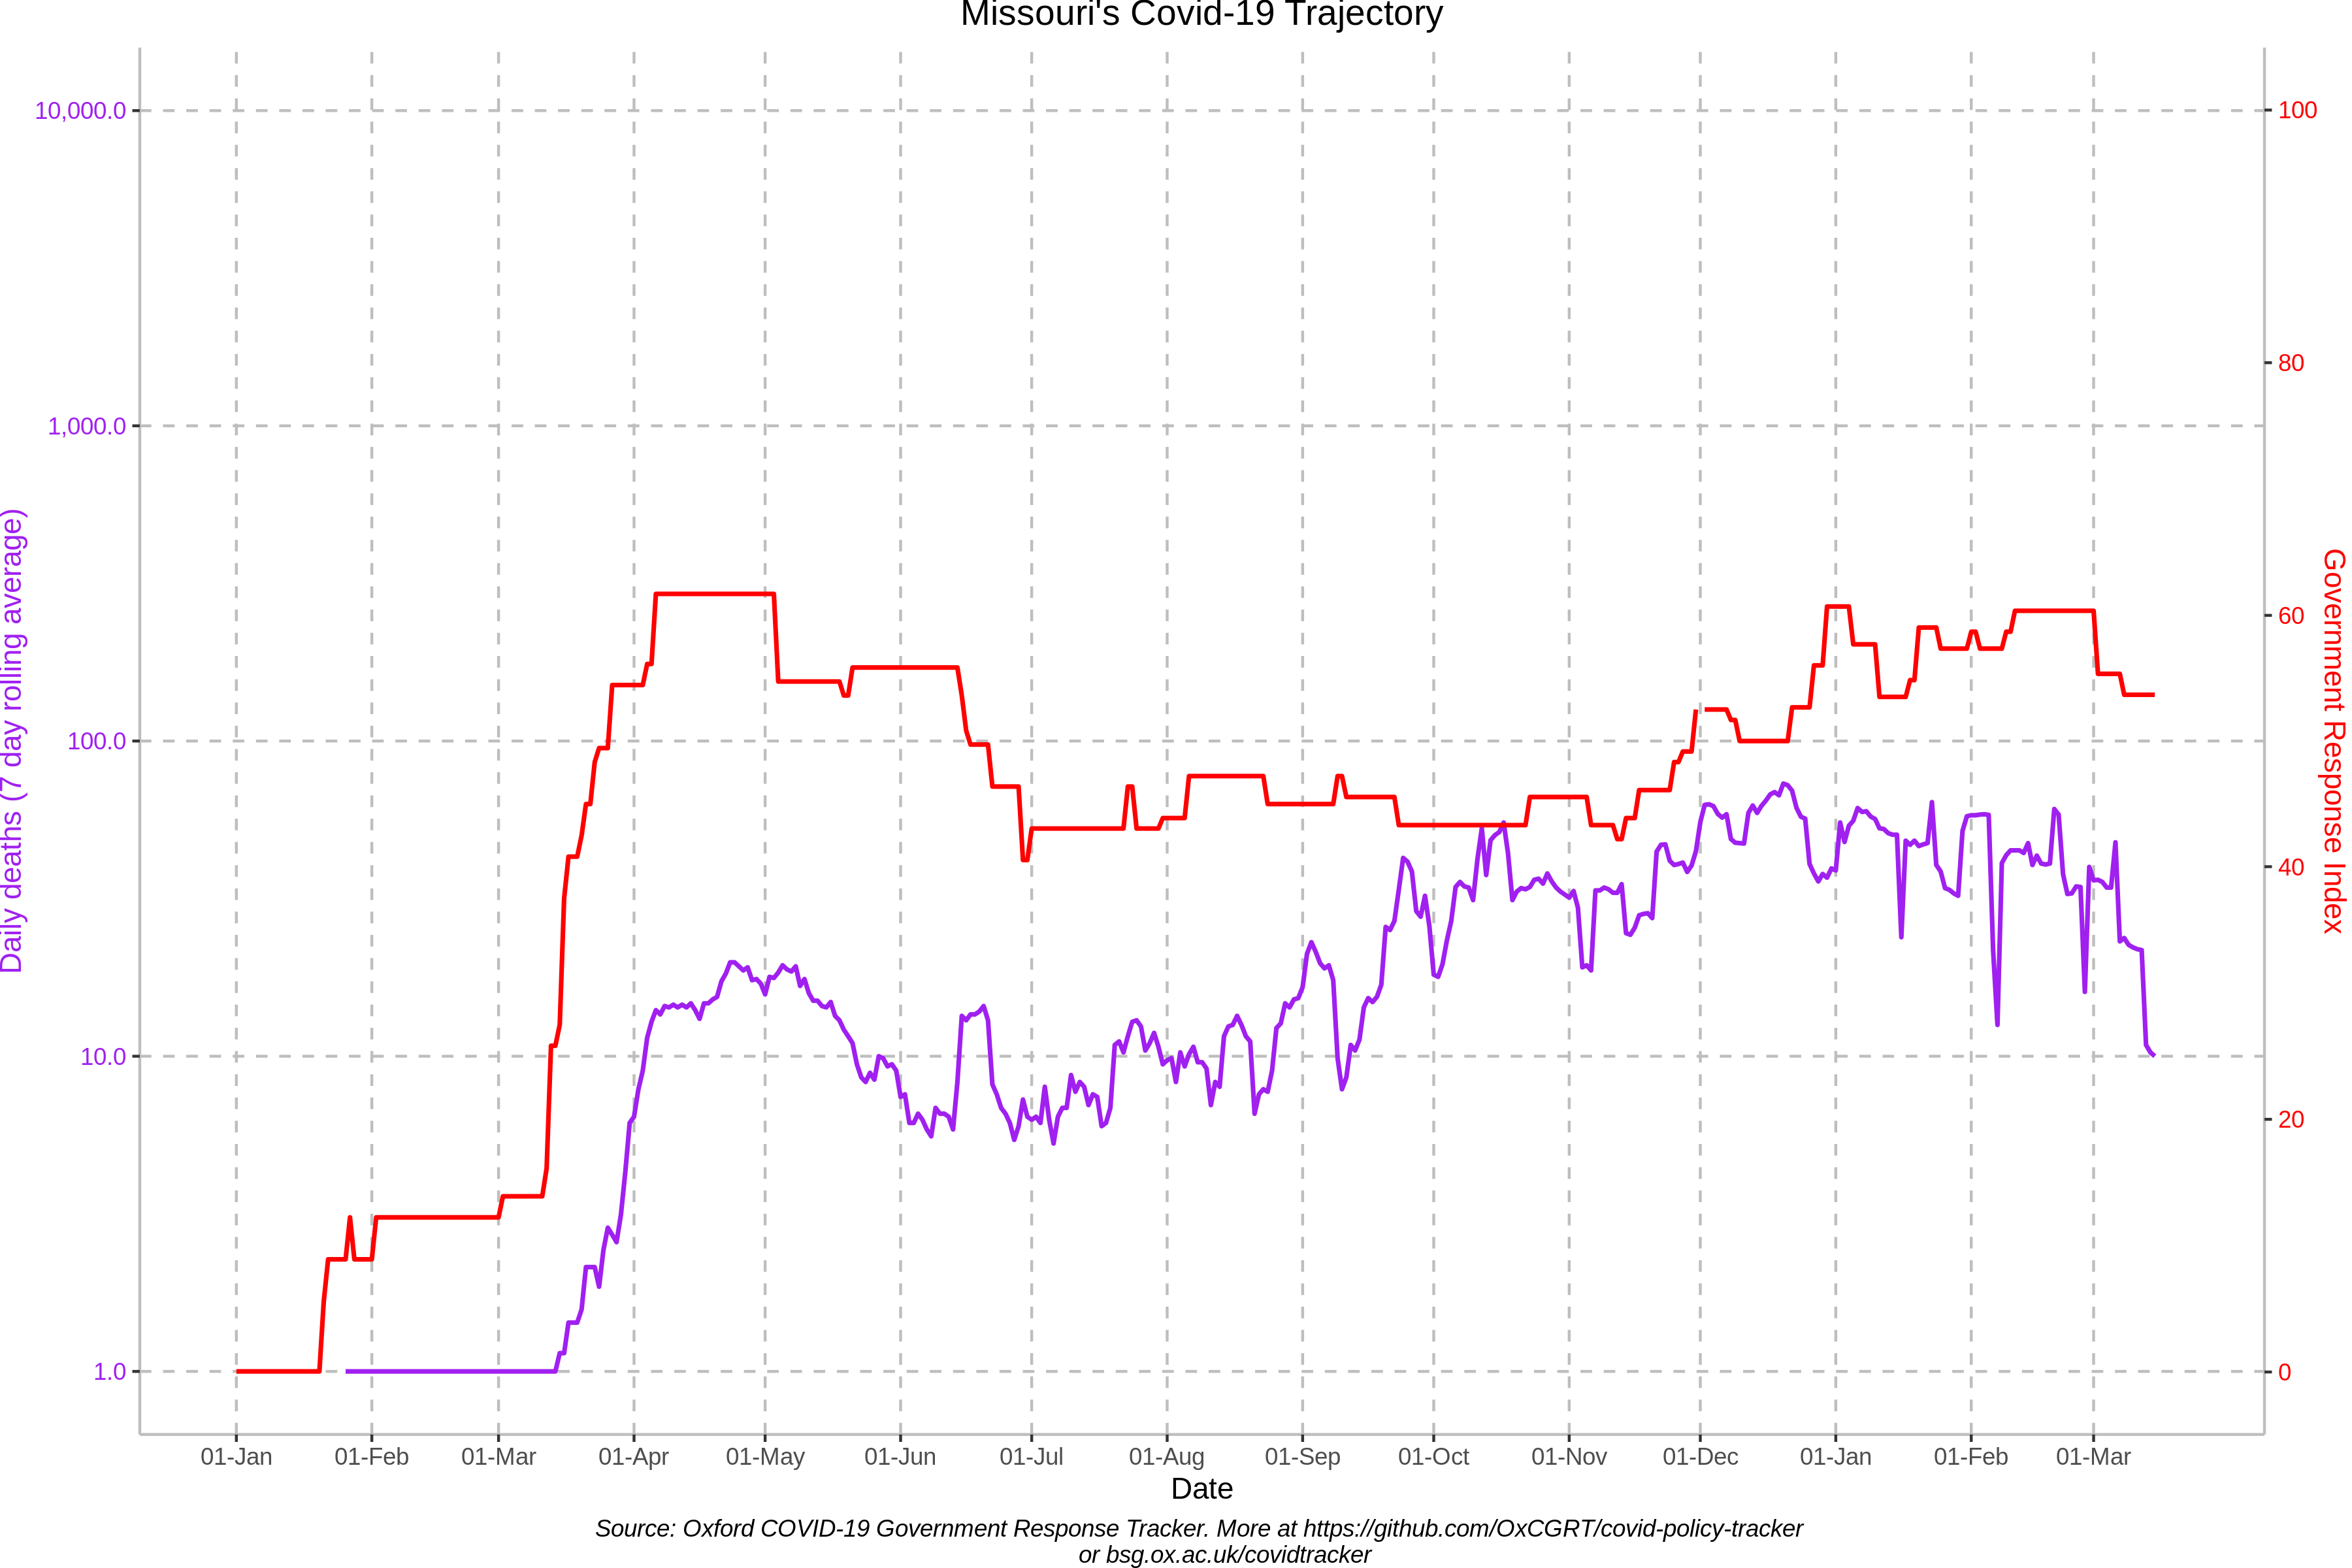 Missouri's Covid-19 Trajectory
10,000.0
1,000.0
100.0
10.0
1.0
Daily deaths (7 day rolling average)
100
80
60
40
20
0
Government Response Index
01-Jan 01-Feb 01-Mar 01-Apr 01-May 01-Jun 01-Jul 01-Aug 01-Sep 01-Oct 01-Nov 01-Dec 01-Jan 01-Feb 01-Mar
Date
Source: Oxford COVID-19 Government Response Tracker. More at https://github.com/OxCGRT/covid-policy-tracker
or bsg.ox.ac.uk/covidtracker